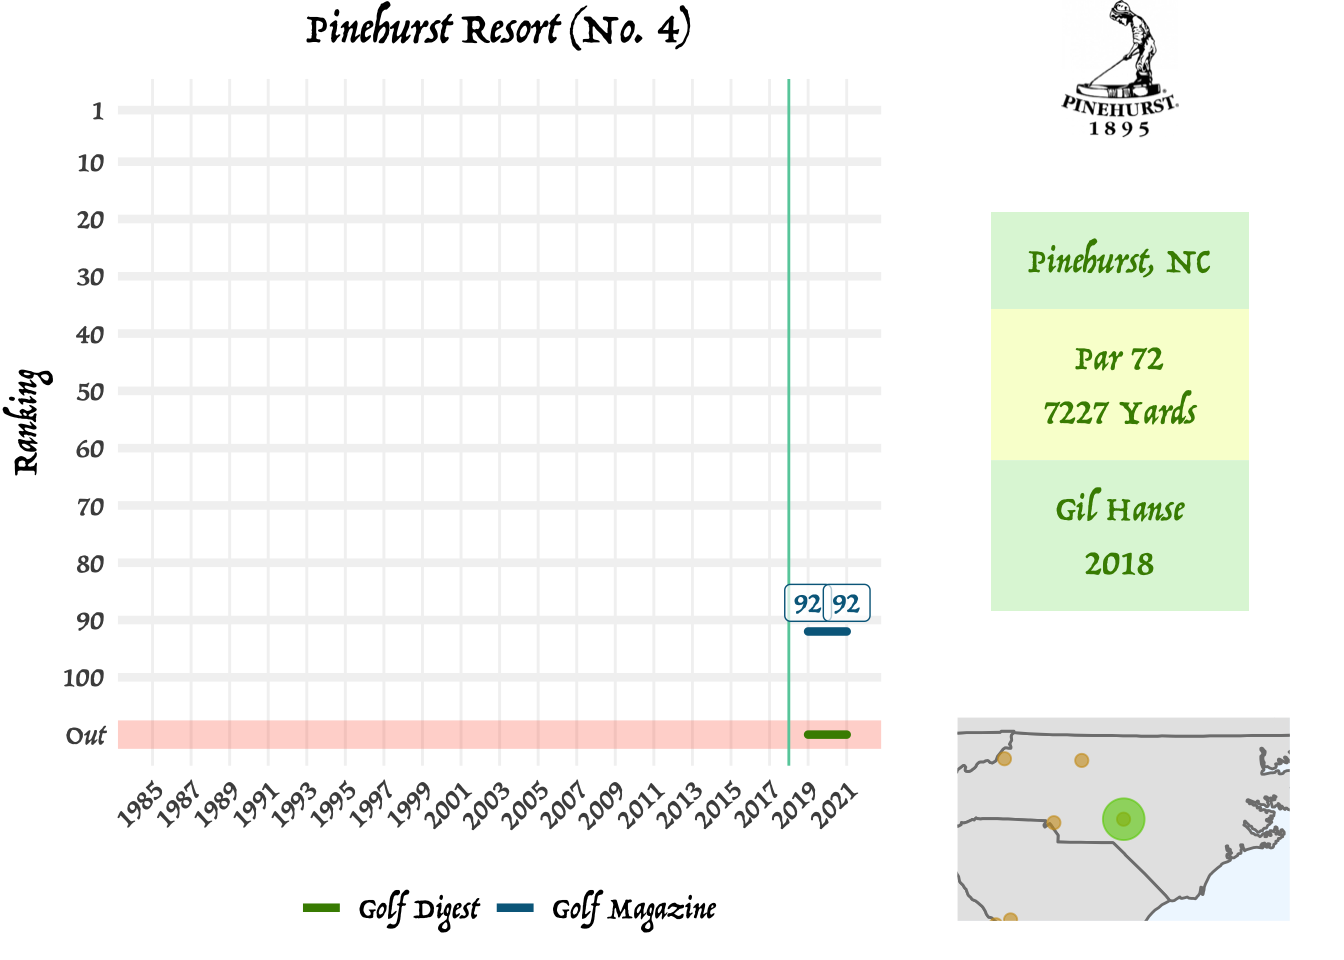 Pinehurst Resort (No. 4)
PINEHURST.
1895
Ranking
1
10
20
30
40
50
60
70
80
90
100
Out
92 92
1985 1987 1989 1991 1993 1995 1997 1999 2001 2003 2005 2007 2009 2011 2013 2015 2017 2019 2021
Golf Digest Golf Magazine
Pinehurst, NC
Par 72
7227 Yards
Gil Hanse
2018